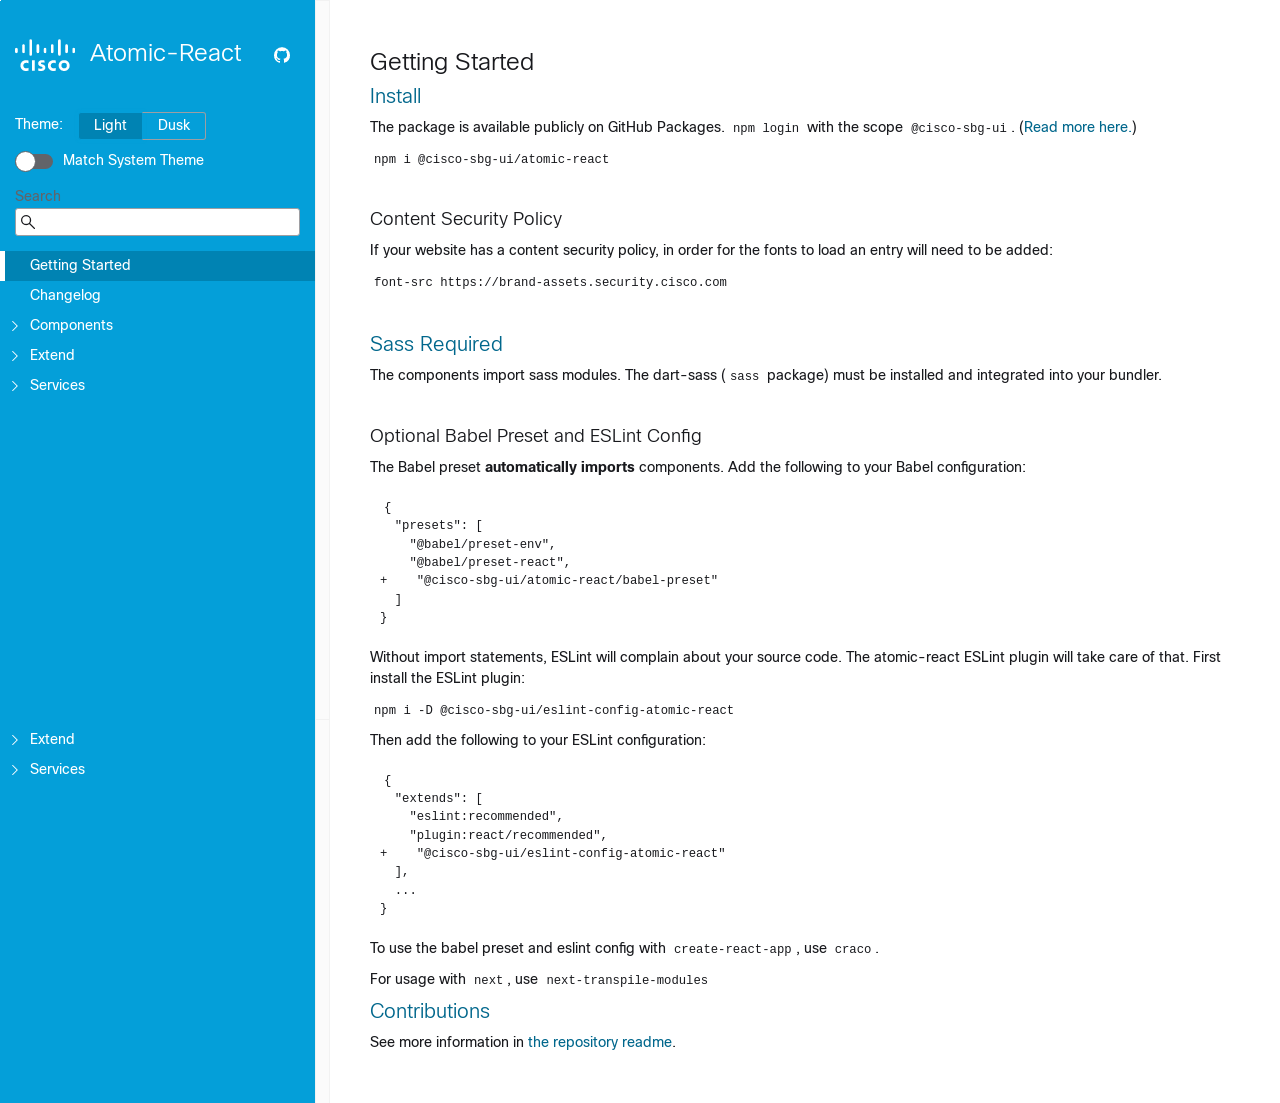 cisco
Atomic-React
Theme:
Light
Dusk
Match System Theme
Search
Getting Started
Changelog
Components
Extend
Services
Extend
Services
Getting Started
Install
The package is available publicly on GitHub Packages. npm login with the scope @cisco-sbg-ui. (Read more here.)
npm i @cisco-sbg-ui/atomic-react
Content Security Policy
If your website has a content security policy, in order for the fonts to load an entry will need to be added:
font-src https://brand-assets.security.cisco.com
Sass Required
The components import sass modules. The dart-sass ( sass package) must be installed and integrated into your bundler.
Optional Babel Preset and ESLint Config
The Babel preset automatically imports components. Add the following to your Babel configuration:
{
"presets": [
"@babel/preset-env",
"@babel/preset-react",
+ "@cisco-sbg-ui/atomic-react/babel-preset"
]
}
Without import statements, ESLint will complain about your source code. The atomic-react ESLint plugin will take care of that. First
install the ESLint plugin:
npm i -D @cisco-sbg-ui/eslint-config-atomic-react
Then add the following to your ESLint configuration:
{
"extends": [
"eslint:recommended",
"plugin:react/recommended",
+ "@cisco-sbg-ui/eslint-config-atomic-react"
],
...
}
To use the babel preset and eslint config with create-react-app, use craco.
For usage with next, use next-transpile-modules
Contributions
See more information in the repository readme.